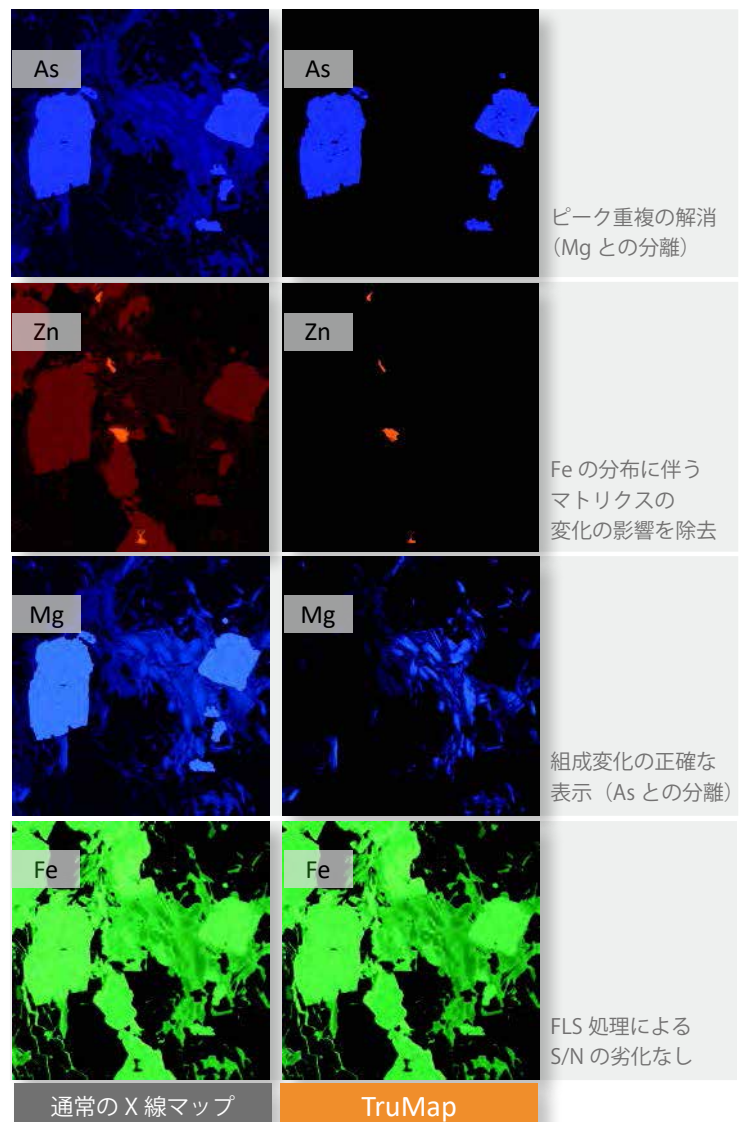 As
As
ピーク重複の解消
（Mg との分離）
Zn
Zn
Fe の分布に伴う
マトリクスの
変化の影響を除去
Mg
Mg
組成変化の正確な
表示（As との分離）
Fe
Fe
FLS 処理による
S/N の劣化なし
通常の X 線マップ
TruMap